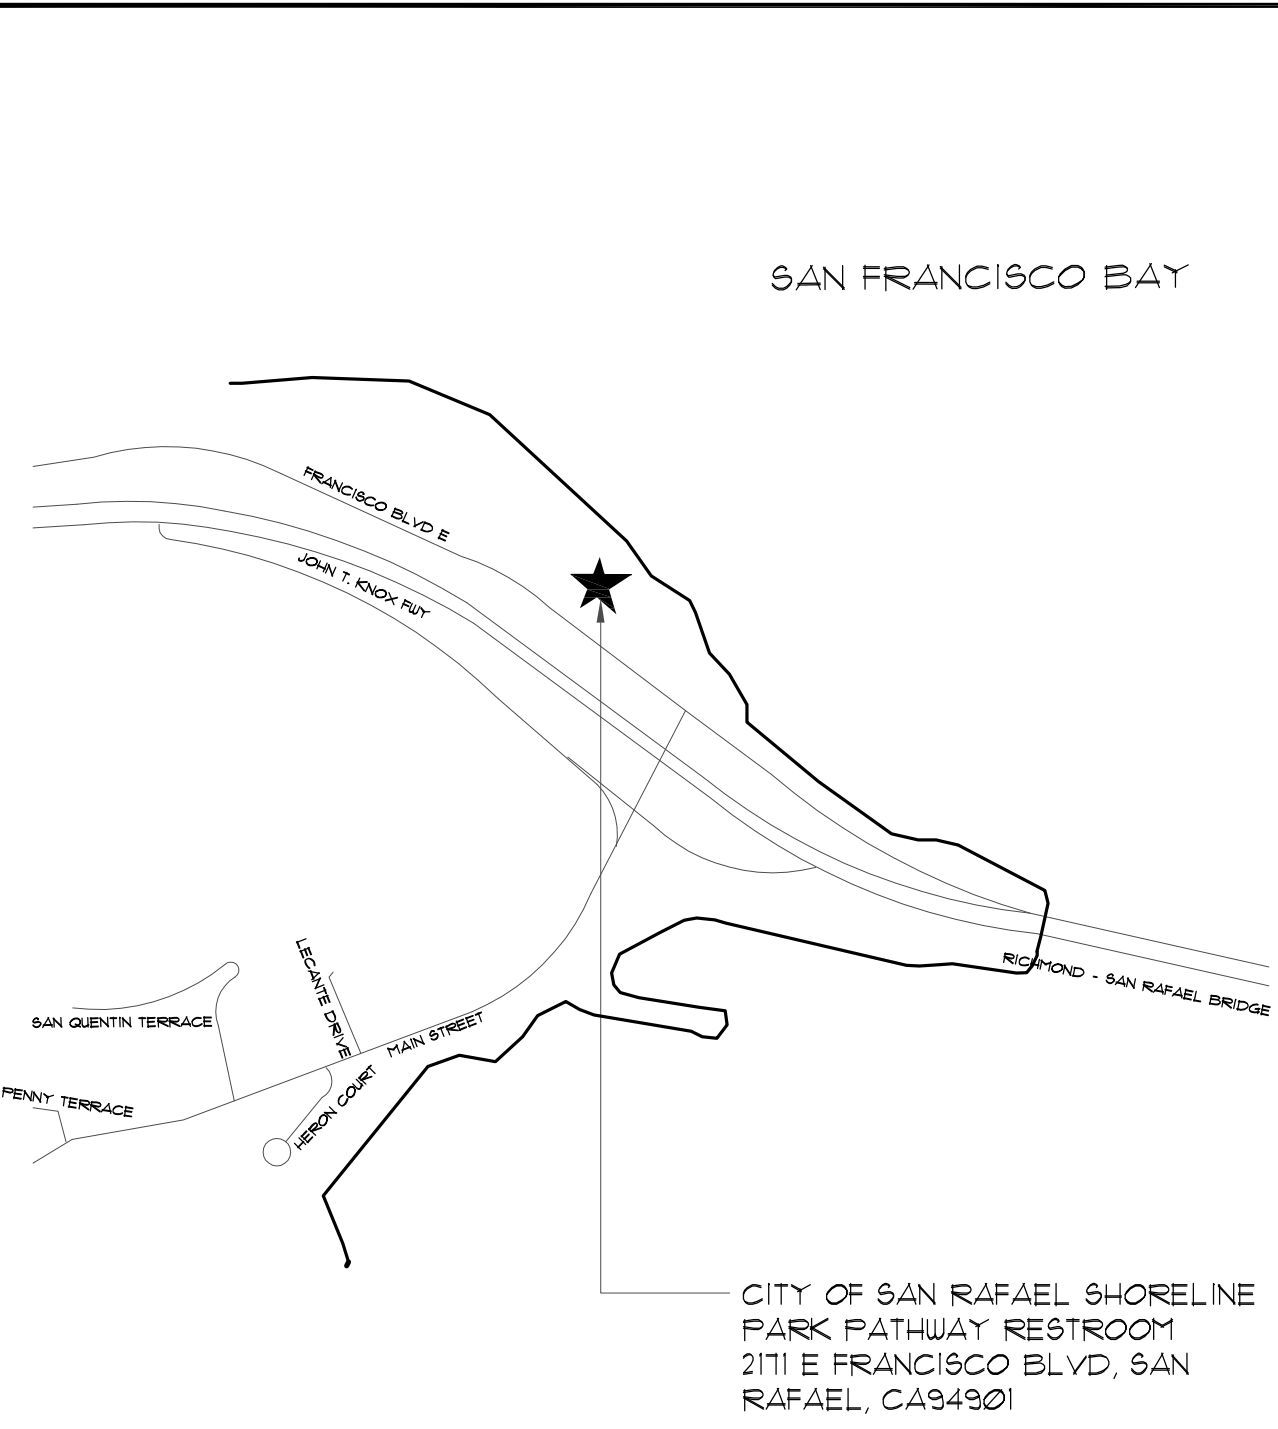 SAN FRANCISCO BAY
FRANCISCO BLVD E
JOHN T. KNOX FWY
RICHMOND - SAN RAFAEL BRIDGE
LECANTE DRIVE
SAN QUENTIN TERRACE
MAIN STREET
PENNY TERRACE
HERON COURT
CITY OF SAN RAFAEL SHORELINE
PARK PATHWAY RESTROOM
2171 E FRANCISCO BLVD, SAN
RAFAEL, CA94901